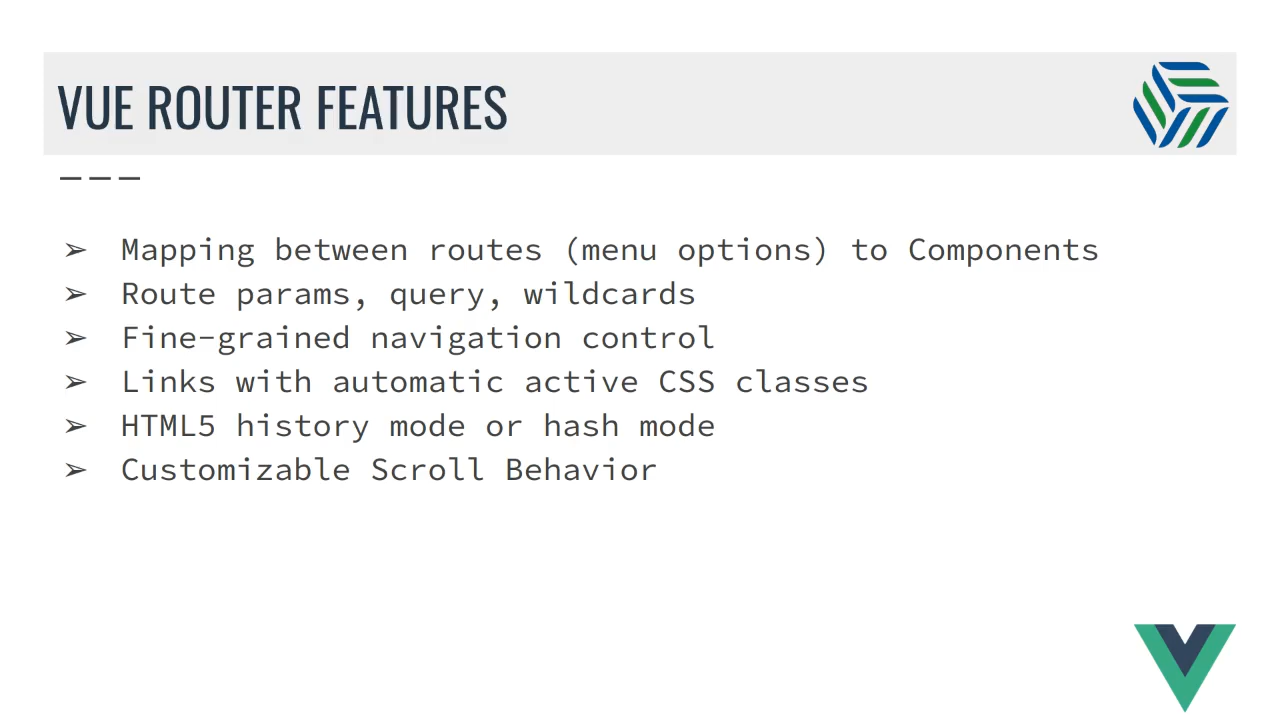 VUE ROUTER FEATURES
➢ Mapping between routes (menu options) to Components
➢ Route params, query, wildcards
➢ Fine-grained navigation control
➢ Links with automatic active CSS classes
➢ HTML5 history mode or hash mode
➢ Customizable Scroll Behavior